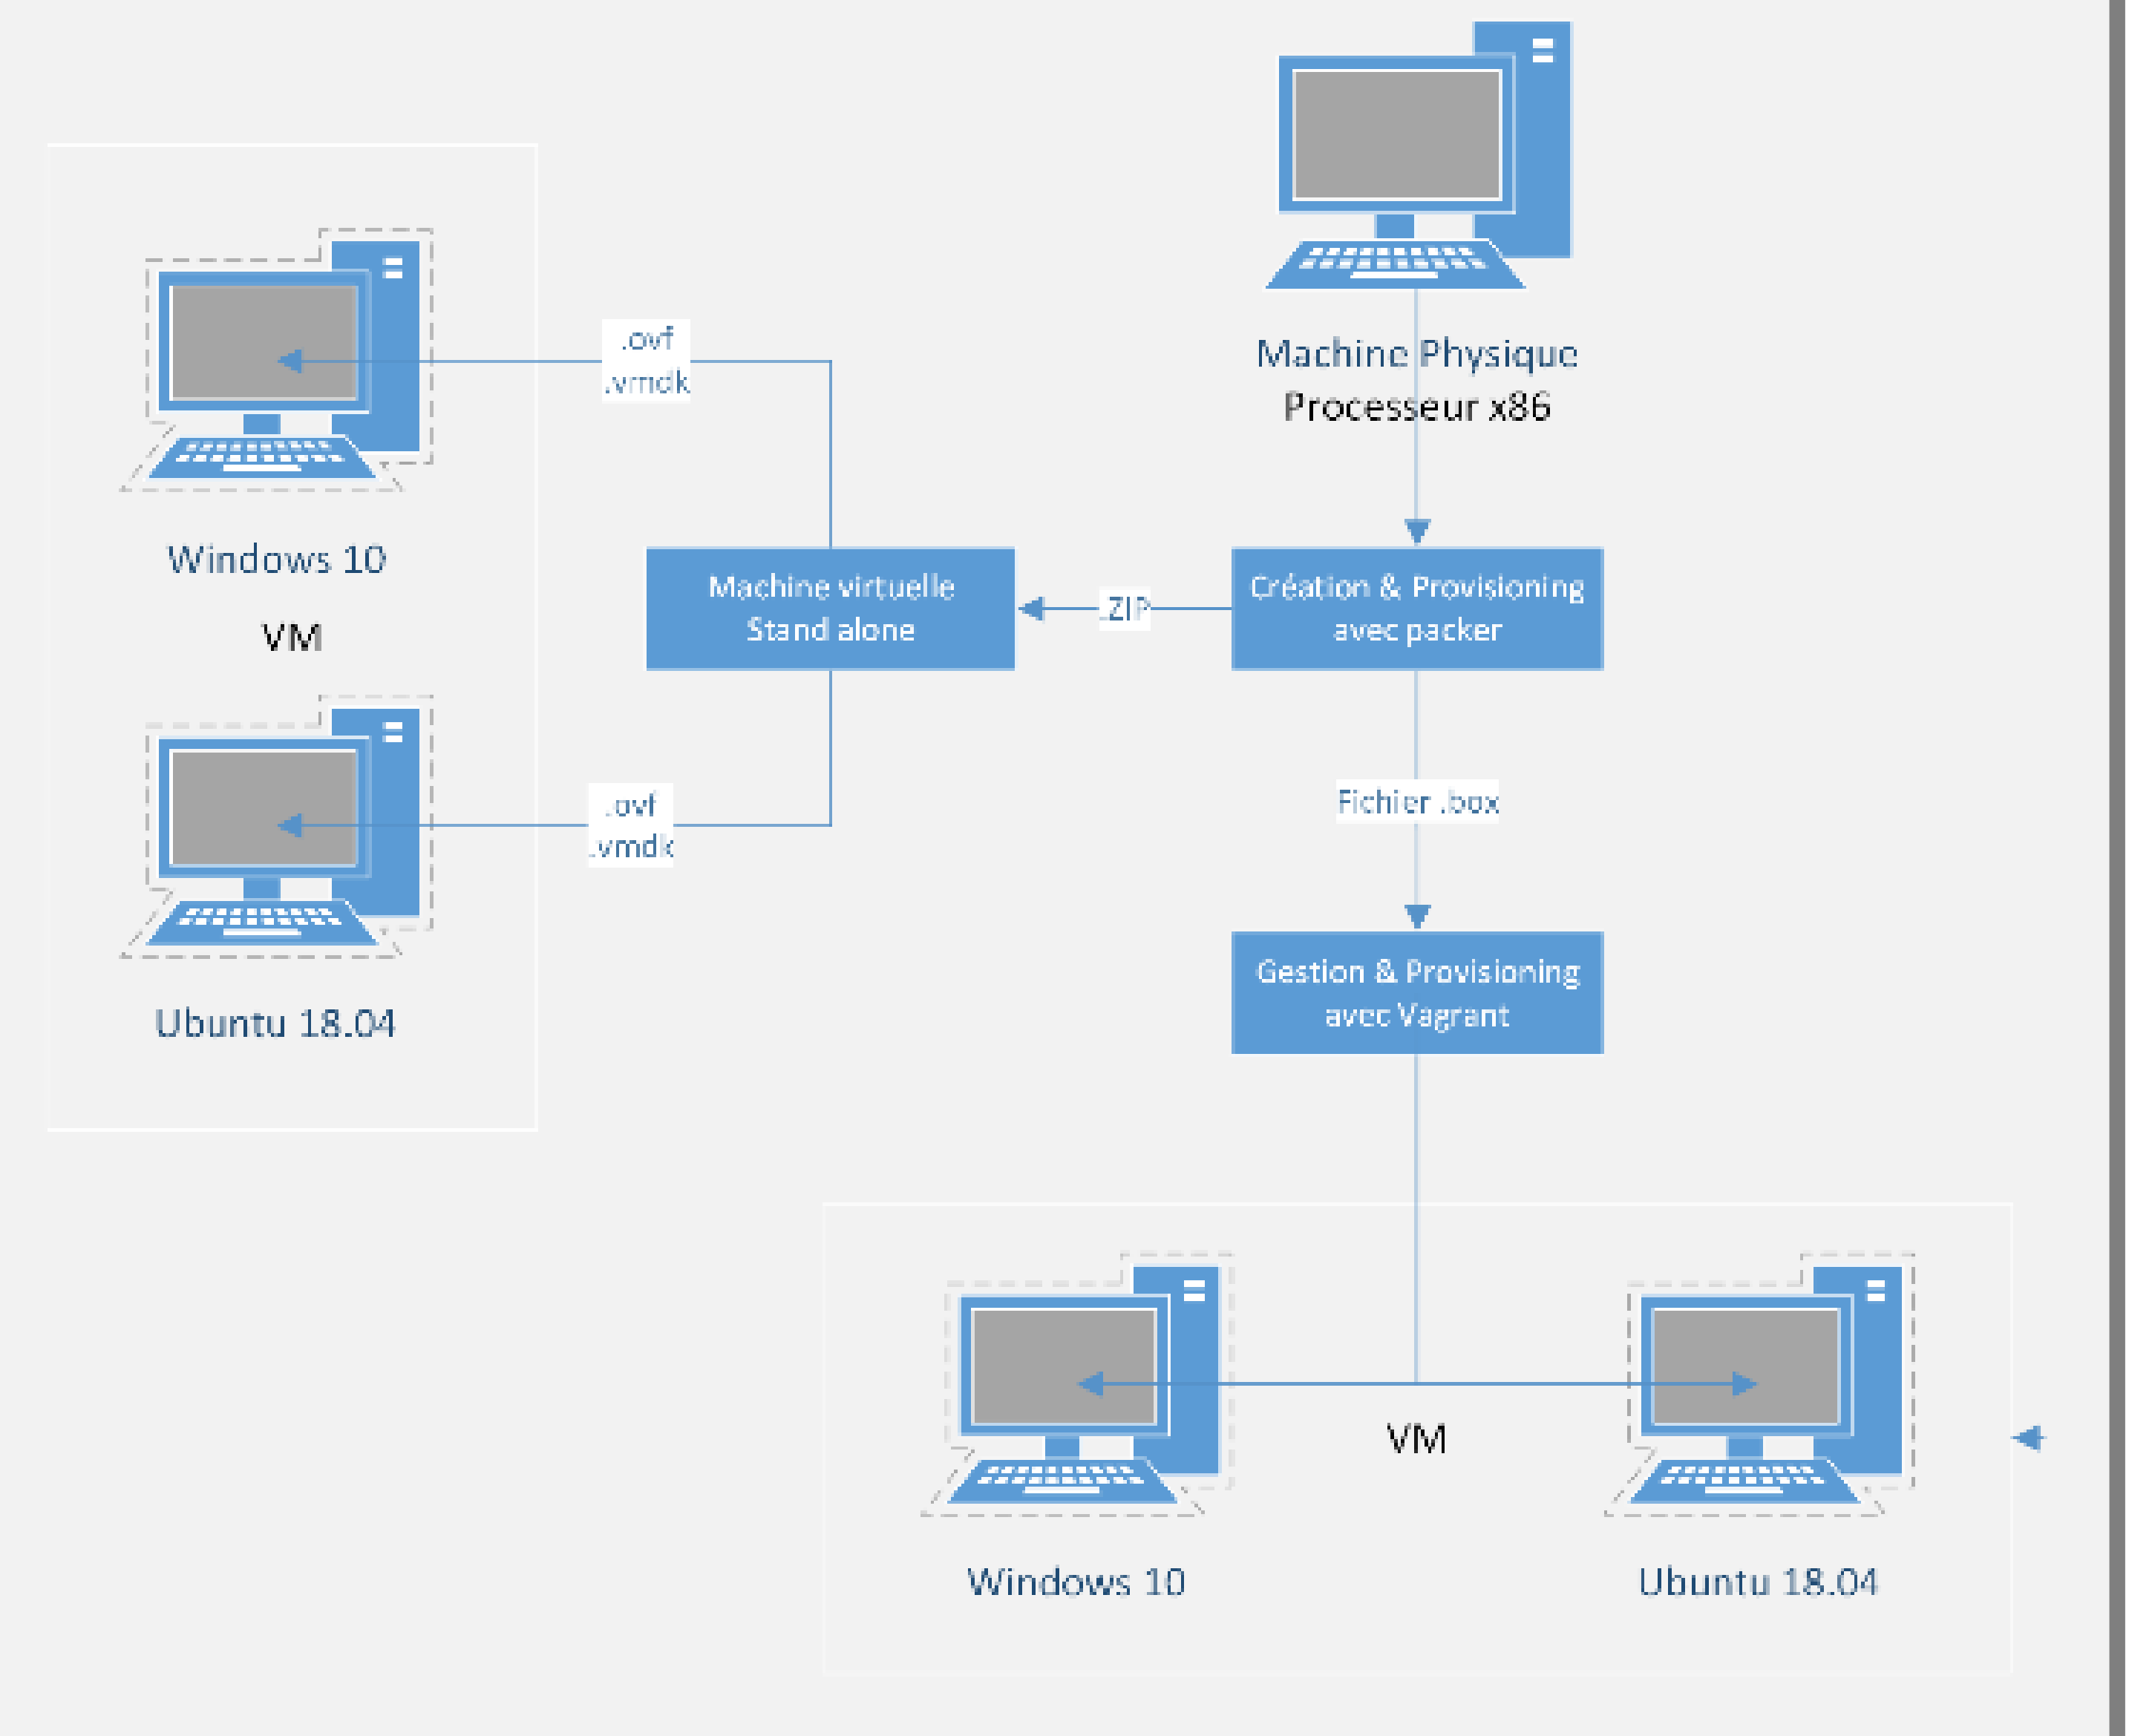 Machine Physique
Processeur x86
.ovf
.vmdk
Windows 10
VM
Machine virtuelle
Stand alone
.ZIP
Création & Provisioning
avec packer
.ovf
.vmdk
Fichier .box
Ubuntu 18.04
Gestion & Provisioning
avec Vagrant
VM
Windows 10
Ubuntu 18.04